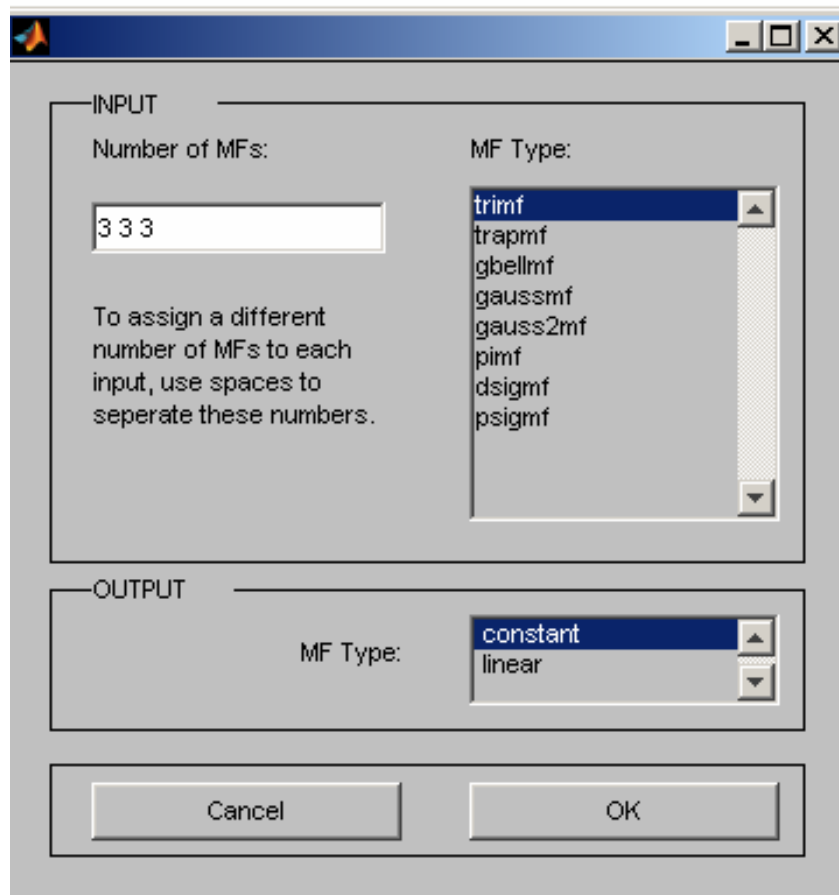 INPUT
Number of MFs:
3 3 3
To assign a different
number of MFs to each
input, use spaces to
seperate these numbers.
MF Type:
trimf
trapmf
gbellmf
gaussmf
gauss2mf
pimf
dsigmf
psigmf
OUTPUT
MF Type:
constant
linear
Cancel
OK